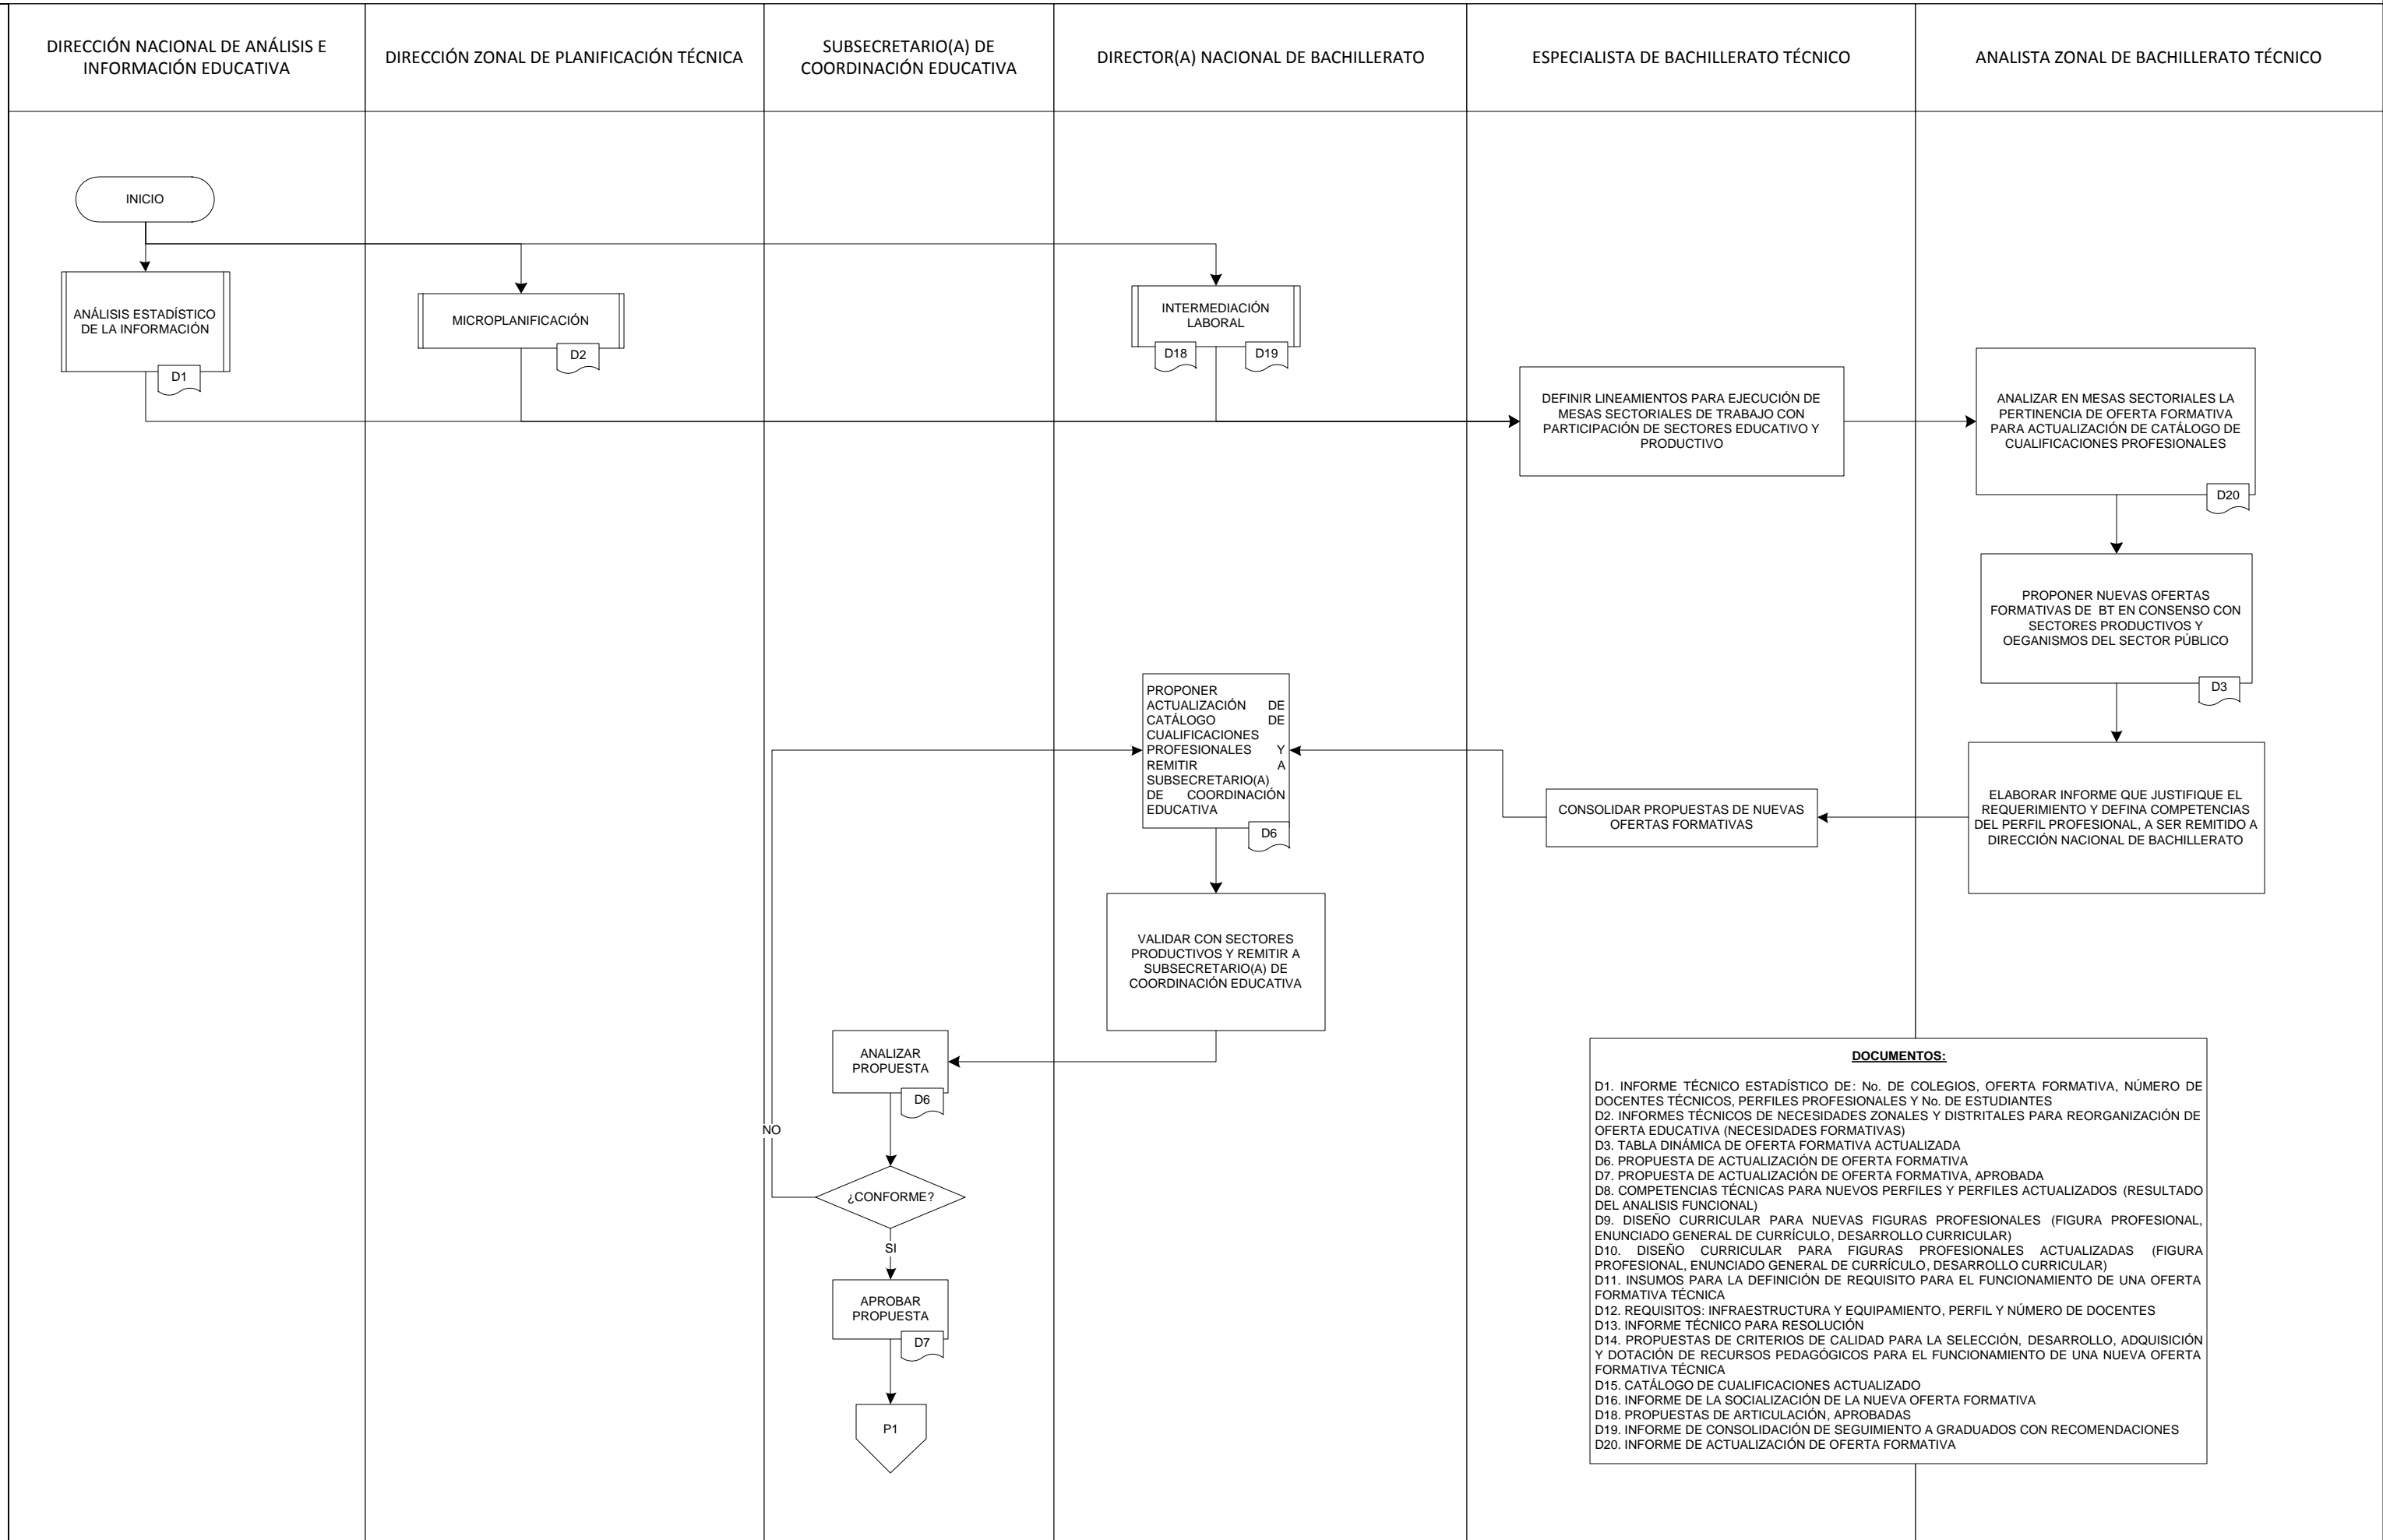 DIRECCIÓN NACIONAL DE ANÁLISIS E
INFORMACIÓN EDUCATIVA
DIRECCIÓN ZONAL DE PLANIFICACIÓN TÉCNICA
SUBSECRETARIO(A) DE
COORDINACIÓN EDUCATIVA
DIRECTOR(A) NACIONAL DE BACHILLERATO
ESPECIALISTA DE BACHILLERATO TÉCNICO
ANALISTA ZONAL DE BACHILLERATO TÉCNICO
INICIO
ANÁLISIS ESTADÍSTICO
DE LA INFORMACIÓN
D1
MICROPLANIFICACIÓN
D2
INTERMEDIACIÓN
LABORAL
D18
D19
DEFINIR LINEAMIENTOS PARA EJECUCIÓN DE
MESAS SECTORIALES DE TRABAJO CON
PARTICIPACIÓN DE SECTORES EDUCATIVO Y
PRODUCTIVO
ANALIZAR EN MESAS SECTORIALES LA
PERTINENCIA DE OFERTA FORMATIVA
PARA ACTUALIZACIÓN DE CATÁLOGO DE
CUALIFICACIONES PROFESIONALES
D20
PROPONER NUEVAS OFERTAS
FORMATIVAS DE BT EN CONSENSO CON
SECTORES PRODUCTIVOS Y
OEGANISMOS DEL SECTOR PÚBLICO
D3
ELABORAR INFORME QUE JUSTIFIQUE EL
REQUERIMIENTO Y DEFINA COMPETENCIAS
DEL PERFIL PROFESIONAL, A SER REMITIDO A
DIRECCIÓN NACIONAL DE BACHILLERATO
CONSOLIDAR PROPUESTAS DE NUEVAS
OFERTAS FORMATIVAS
PROPONER
ACTUALIZACIÓN DE
CATÁLOGO DE
CUALIFICACIONES
PROFESIONALES Y
REMITIR A
SUBSECRETARIO(A)
DE COORDINACIÓN
EDUCATIVA
D6
VALIDAR CON SECTORES
PRODUCTIVOS Y REMITIR A
SUBSECRETARIO(A) DE
COORDINACIÓN EDUCATIVA
ANALIZAR
PROPUESTA
D6
NO
¿CONFORME?
SI
APROBAR
PROPUESTA
D7
P1
DOCUMENTOS:
D1. INFORME TÉCNICO ESTADÍSTICO DE: No. DE COLEGIOS, OFERTA FORMATIVA, NÚMERO DE
DOCENTES TÉCNICOS, PERFILES PROFESIONALES Y No. DE ESTUDIANTES
D2. INFORMES TÉCNICOS DE NECESIDADES ZONALES Y DISTRITALES PARA REORGANIZACIÓN DE
OFERTA EDUCATIVA (NECESIDADES FORMATIVAS)
D3. TABLA DINÁMICA DE OFERTA FORMATIVA ACTUALIZADA
D6. PROPUESTA DE ACTUALIZACIÓN DE OFERTA FORMATIVA
D7. PROPUESTA DE ACTUALIZACIÓN DE OFERTA FORMATIVA, APROBADA
D8. COMPETENCIAS TÉCNICAS PARA NUEVOS PERFILES Y PERFILES ACTUALIZADOS (RESULTADO
DEL ANALISIS FUNCIONAL)
D9. DISEÑO CURRICULAR PARA NUEVAS FIGURAS PROFESIONALES (FIGURA PROFESIONAL,
ENUNCIADO GENERAL DE CURRÍCULO, DESARROLLO CURRICULAR)
D10. DISEÑO CURRICULAR PARA FIGURAS PROFESIONALES ACTUALIZADAS (FIGURA
PROFESIONAL, ENUNCIADO GENERAL DE CURRÍCULO, DESARROLLO CURRICULAR)
D11. INSUMOS PARA LA DEFINICIÓN DE REQUISITO PARA EL FUNCIONAMIENTO DE UNA OFERTA
FORMATIVA TÉCNICA
D12. REQUISITOS: INFRAESTRUCTURA Y EQUIPAMIENTO, PERFIL Y NÚMERO DE DOCENTES
D13. INFORME TÉCNICO PARA RESOLUCIÓN
D14. PROPUESTAS DE CRITERIOS DE CALIDAD PARA LA SELECCIÓN, DESARROLLO, ADQUISICIÓN
Y DOTACIÓN DE RECURSOS PEDAGÓGICOS PARA EL FUNCIONAMIENTO DE UNA NUEVA OFERTA
FORMATIVA TÉCNICA
D15. CATÁLOGO DE CUALIFICACIONES ACTUALIZADO
D16. INFORME DE LA SOCIALIZACIÓN DE LA NUEVA OFERTA FORMATIVA
D18. PROPUESTAS DE ARTICULACIÓN, APROBADAS
D19. INFORME DE CONSOLIDACIÓN DE SEGUIMIENTO A GRADUADOS CON RECOMENDACIONES
D20. INFORME DE ACTUALIZACIÓN DE OFERTA FORMATIVA